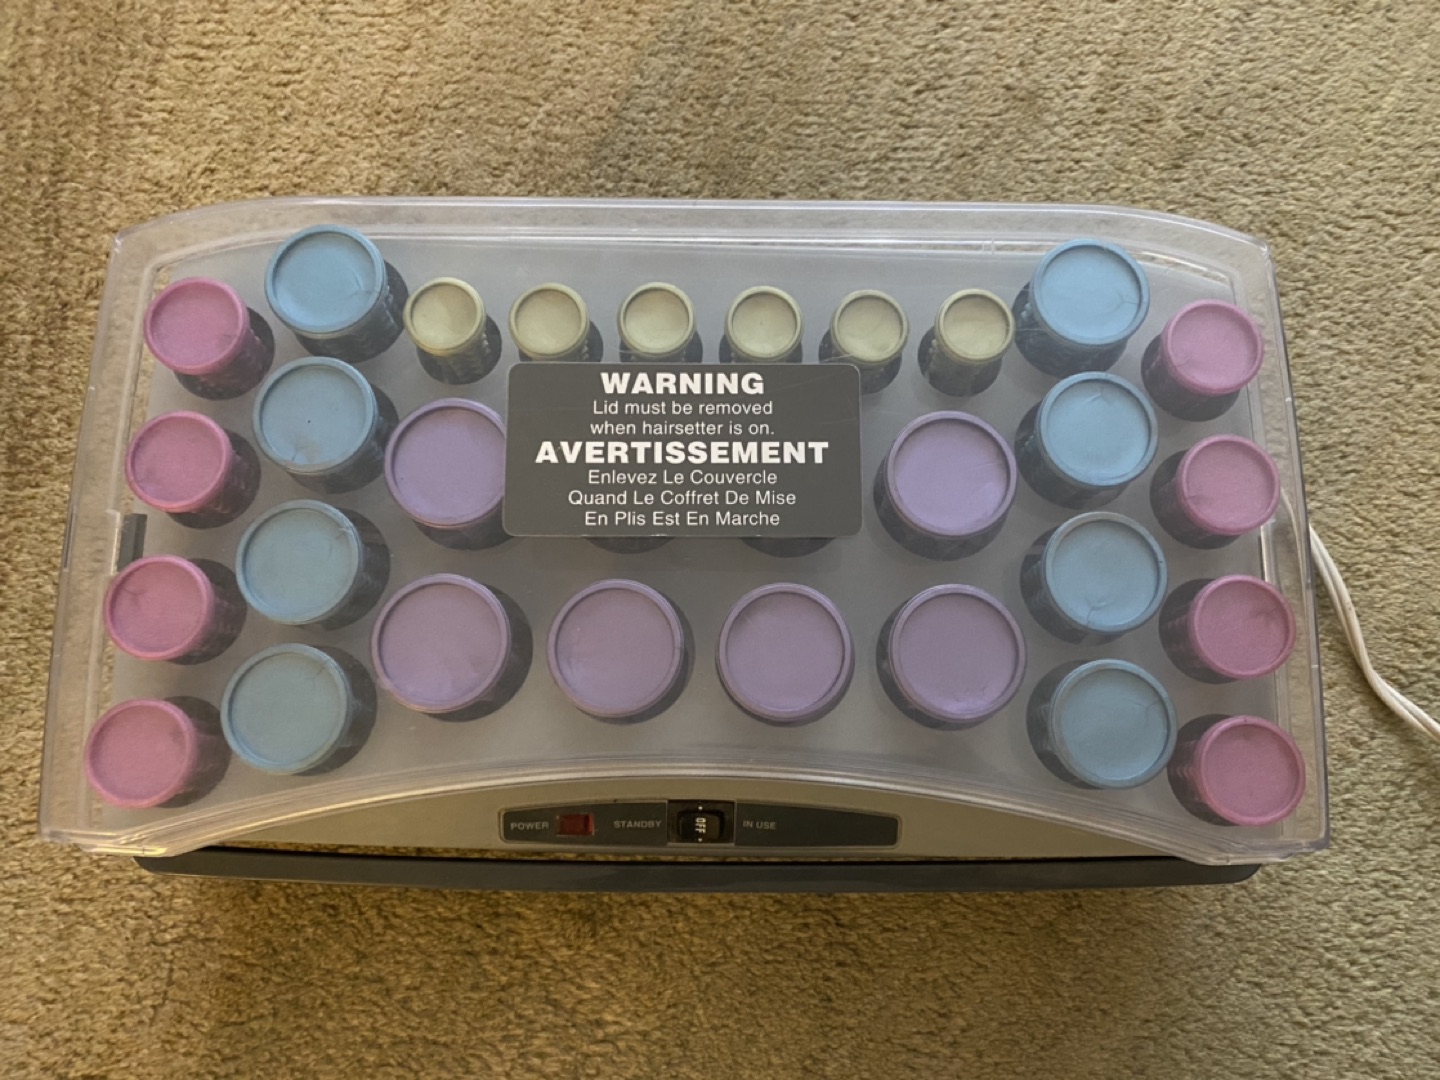 WARNING
Lid must be removed
when hairsetter is on.
AVERTISSEMENT
Enlevez Le Couvercle
Quand Le Coffret De Mise
En Plis Est En Marche
POWER STANDBY OFF IN USE